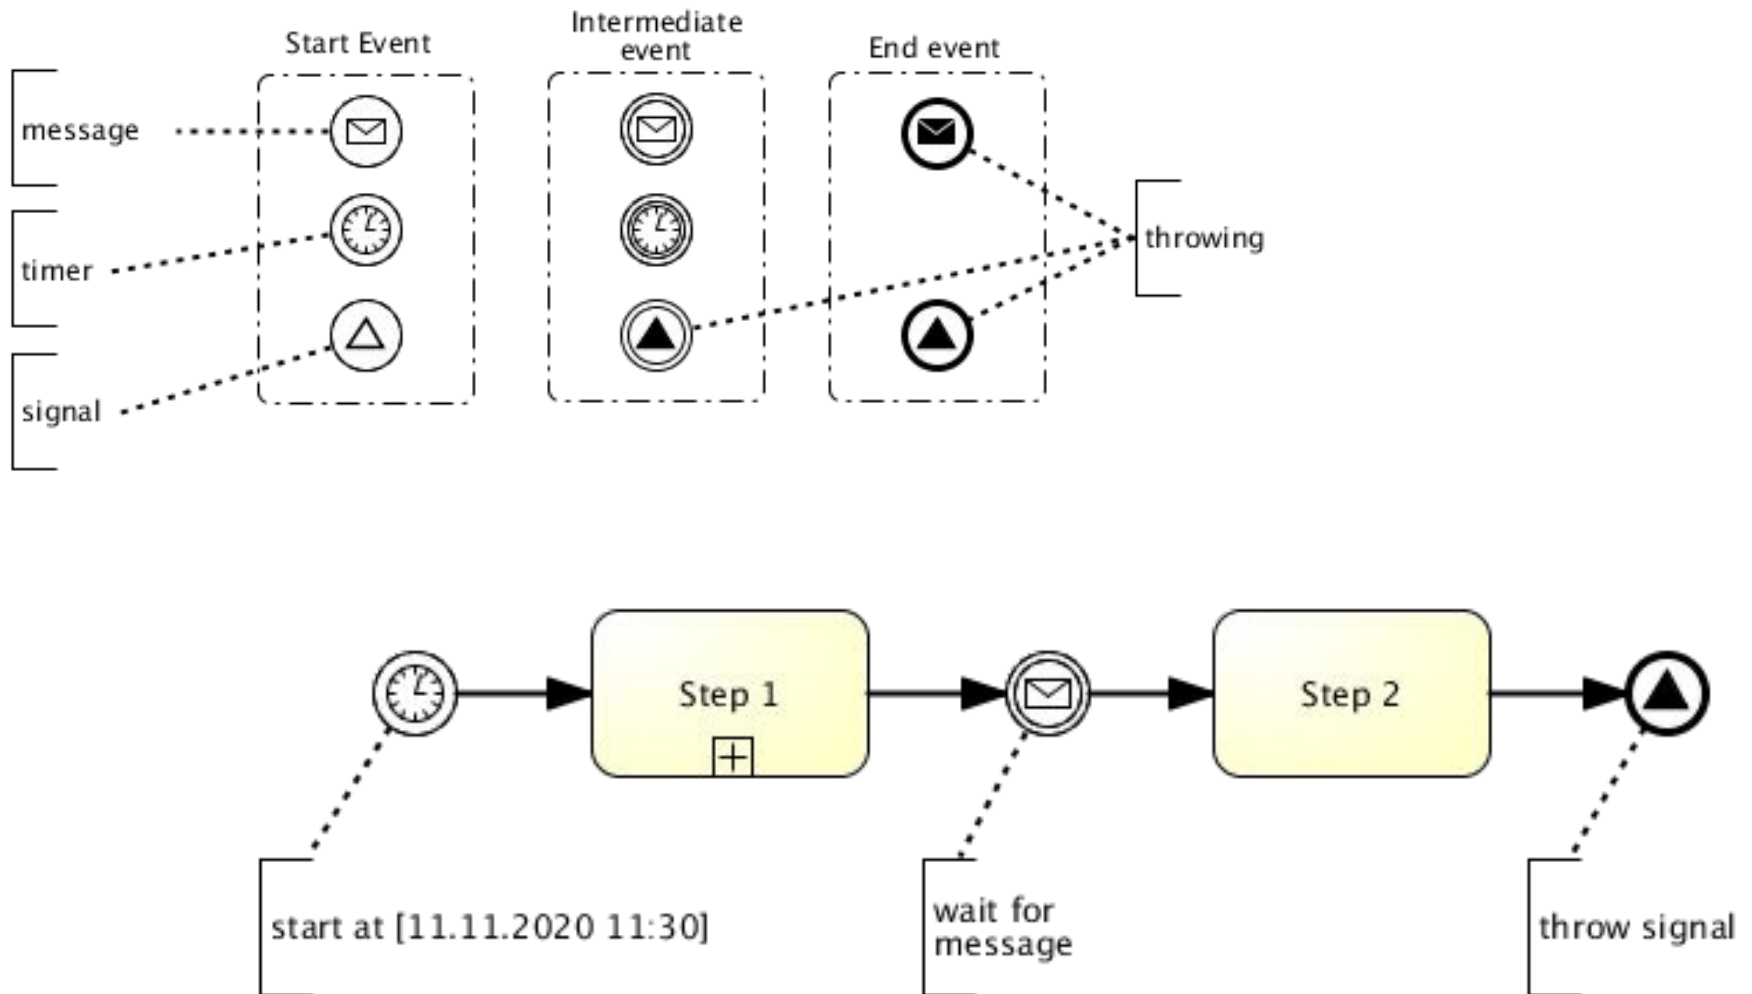 Start Event
Intermediate
event
End event
message
throwing
timer
signal
Step 1
Step 2
start at [11.11.2020 11:30]
wait for
message
throw signal